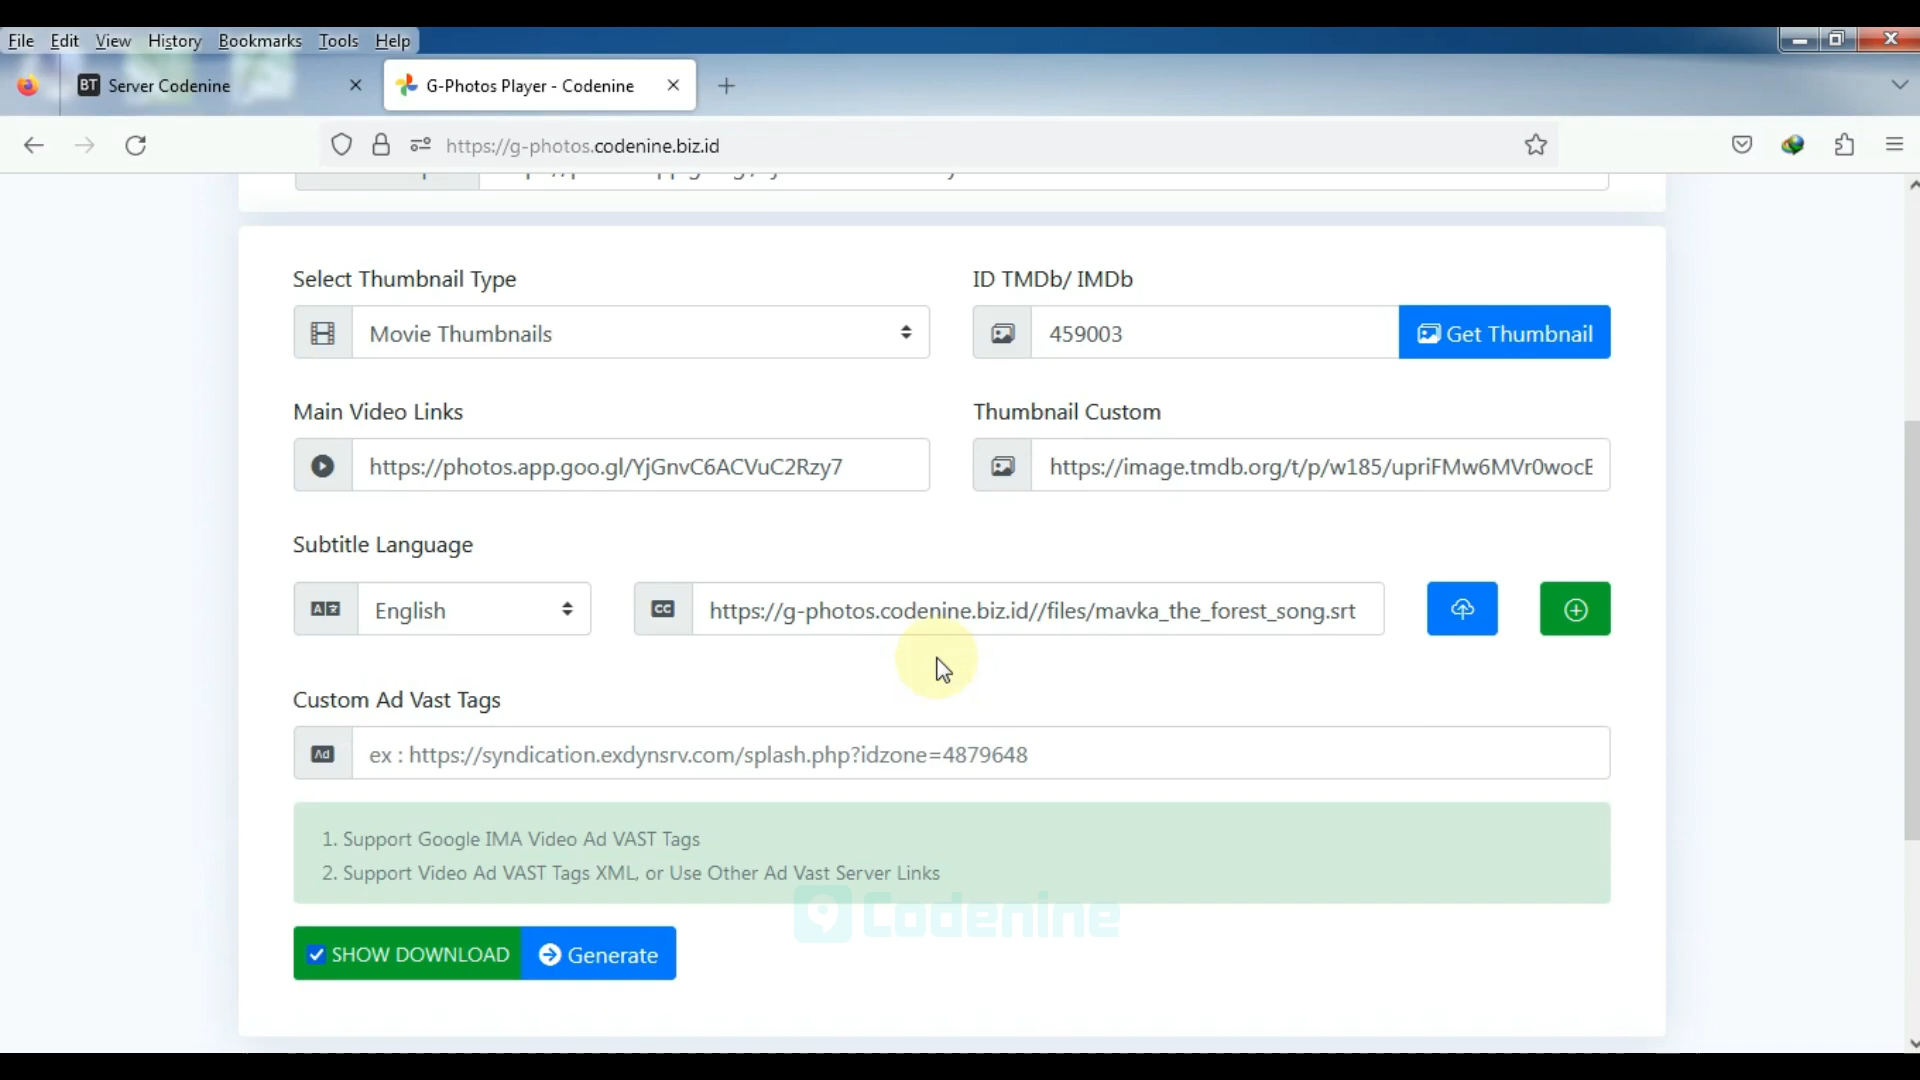 File Edit View History Bookmarks Tools Help
BT Server Codenine
G-Photos Player - Codenine
https://g-photos.codenine.biz.id
Select Thumbnail Type
ID TMDb/ IMDb
Movie Thumbnails
459003
Get Thumbnail
Main Video Links
Thumbnail Custom
https://photos.app.goo.gl/YjGnvC6ACVuC2Rzy7
https://image.tmdb.org/t/p/w185/upriFMw6MVr0wocE
Subtitle Language
English
CC
https://g-photos.codenine.biz.id//files/mavka_the_forest_song.srt
Custom Ad Vast Tags
Ad
ex : https://syndication.exdynsrv.com/splash.php?idzone=4879648
1. Support Google IMA Video Ad VAST Tags
2. Support Video Ad VAST Tags XML, or Use Other Ad Vast Server Links
Codenine
SHOW DOWNLOAD
Generate